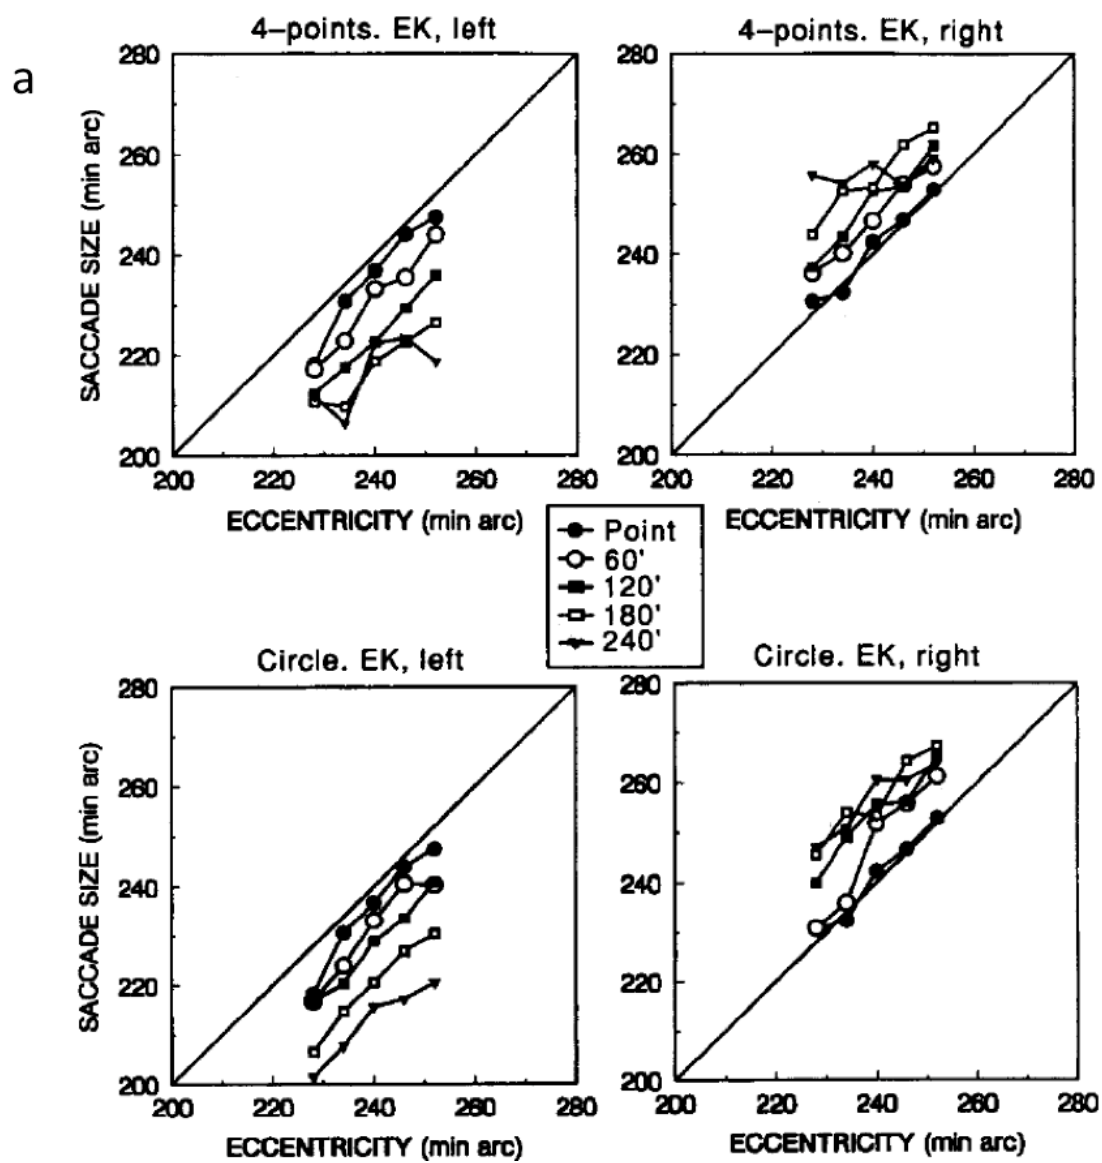 a
4–points. EK, left
280
260
240
220
200
SACCADE SIZE (min arc)
200 220 240 260 280
ECCENTRICITY (min arc)
4–points. EK, right
280
260
240
220
200
200 220 240 260 280
ECCENTRICITY (min arc)
Point
60'
120'
180'
240'
Circle. EK, left
280
260
240
220
200
SACCADE SIZE (min arc)
200 220 240 260 280
ECCENTRICITY (min arc)
Circle. EK, right
280
260
240
220
200
200 220 240 260 280
ECCENTRICITY (min arc)